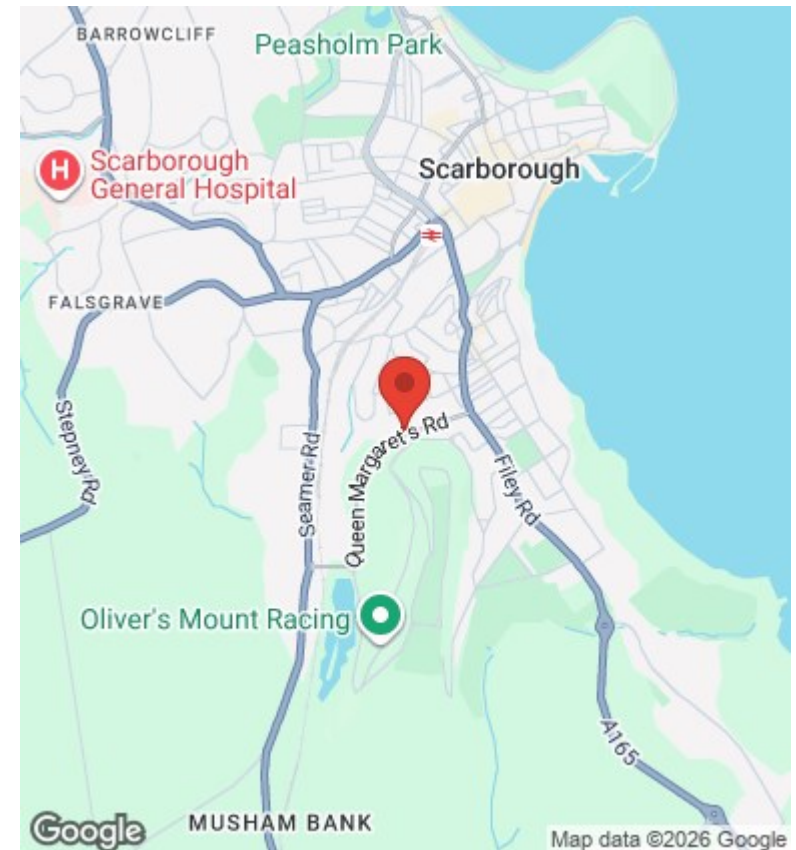 BARROWCLIFF
Peasholm Park
H
Scarborough
General Hospital
Scarborough
FALSGRAVE
Stepney Rd
Seamer Rd
Queen Margaret's Rd
Filey Rd
Oliver's Mount Racing
A165
MUSHAM BANK
Google
Map data ©2026 Google